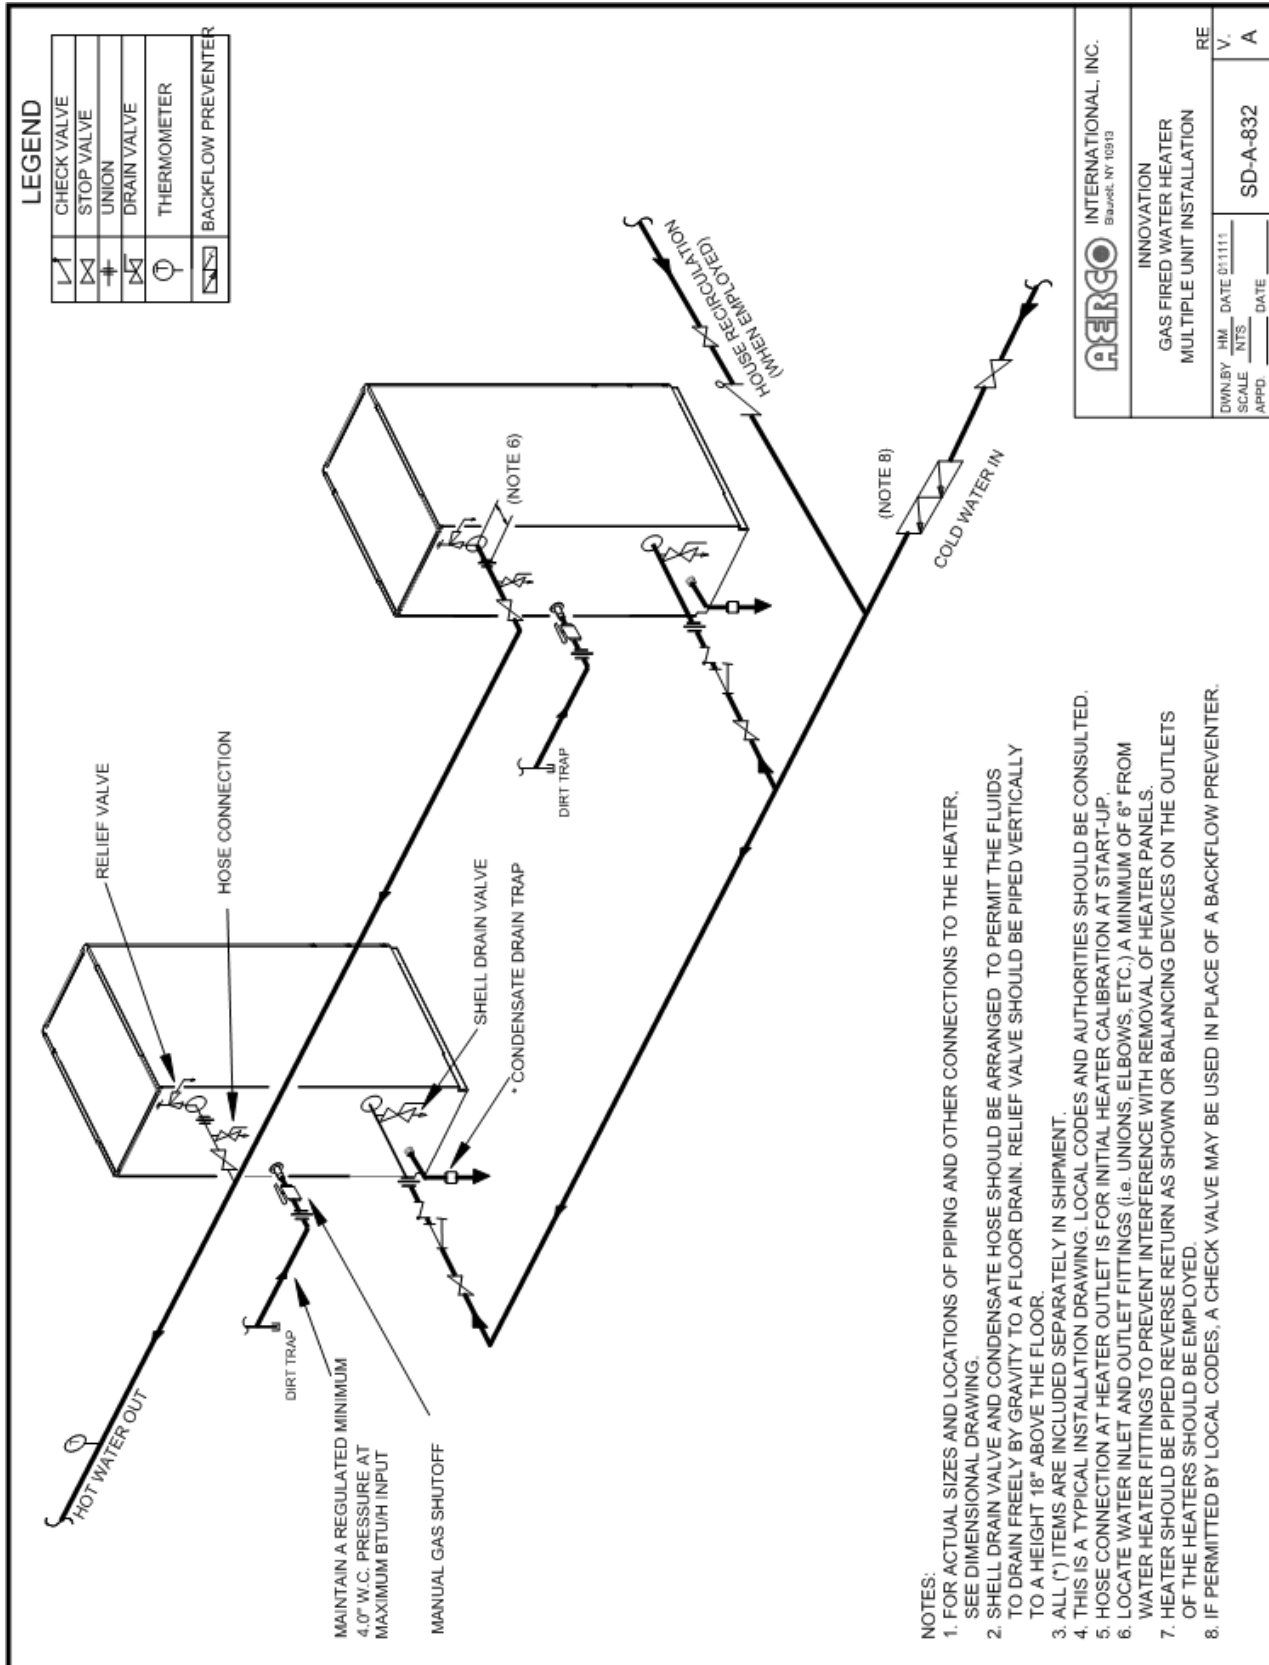 LEGEND
CHECK VALVE
STOP VALVE
UNION
DRAIN VALVE
T
THERMOMETER
BACKFLOW PREVENTER
RELIEF VALVE
HOSE CONNECTION
HOT WATER OUT
T
SHELL DRAIN VALVE
* CONDENSATE DRAIN TRAP
DIRT TRAP
MAINTAIN A REGULATED MINIMUM
4.0" W.C. PRESSURE AT
MAXIMUM BTU/H INPUT
MANUAL GAS SHUTOFF
DIRT TRAP
(NOTE 6)
HOUSE RECIRCULATION
(WHEN EMPLOYED)
(NOTE 8)
COLD WATER IN
NOTES:
1. FOR ACTUAL SIZES AND LOCATIONS OF PIPING AND OTHER CONNECTIONS TO THE HEATER,
SEE DIMENSIONAL DRAWING.
2. SHELL DRAIN VALVE AND CONDENSATE HOSE SHOULD BE ARRANGED TO PERMIT THE FLUIDS
TO DRAIN FREELY BY GRAVITY TO A FLOOR DRAIN. RELIEF VALVE SHOULD BE PIPED VERTICALLY
TO A HEIGHT 18" ABOVE THE FLOOR.
3. ALL (*) ITEMS ARE INCLUDED SEPARATELY IN SHIPMENT.
4. THIS IS A TYPICAL INSTALLATION DRAWING. LOCAL CODES AND AUTHORITIES SHOULD BE CONSULTED.
5. HOSE CONNECTION AT HEATER OUTLET IS FOR INITIAL HEATER CALIBRATION AT START-UP.
6. LOCATE WATER INLET AND OUTLET FITTINGS (i.e. UNIONS, ELBOWS, ETC.) A MINIMUM OF 6" FROM
WATER HEATER FITTINGS TO PREVENT INTERFERENCE WITH REMOVAL OF HEATER PANELS.
7. HEATER SHOULD BE PIPED REVERSE RETURN AS SHOWN OR BALANCING DEVICES ON THE OUTLETS
OF THE HEATERS SHOULD BE EMPLOYED.
8. IF PERMITTED BY LOCAL CODES, A CHECK VALVE MAY BE USED IN PLACE OF A BACKFLOW PREVENTER.
AERCO INTERNATIONAL, INC.
Blauvelt, NY 10913
INNOVATION
GAS FIRED WATER HEATER
MULTIPLE UNIT INSTALLATION
RE
V.
A
DWN.BY HM DATE 011111
SCALE NTS
APPD. DATE
SD-A-832